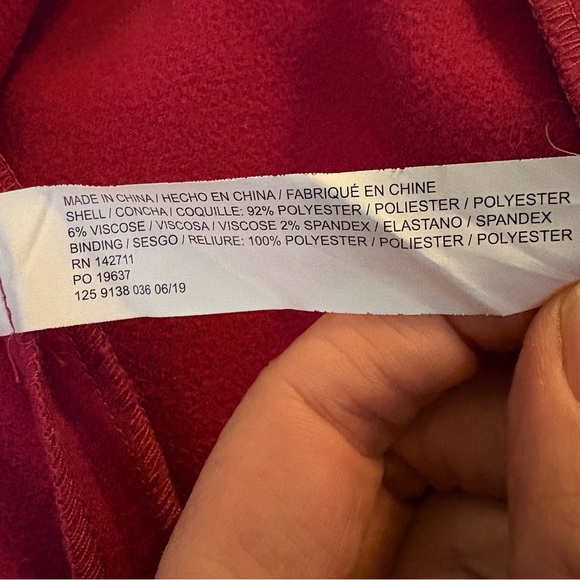 MADE IN CHINA / HECHO EN CHINA / FABRIQUÉ EN CHINE
SHELL / CONCHA / COQUILLE: 92% POLYESTER / POLIESTER / POLYESTER
6% VISCOSE / VISCOSA / VISCOSE 2% SPANDEX / ELASTANO / SPANDEX
BINDING / SESGO / RELIURE: 100% POLYESTER / POLIESTER / POLYESTER
RN 142711
PO 19637
125 9138 036 06/19